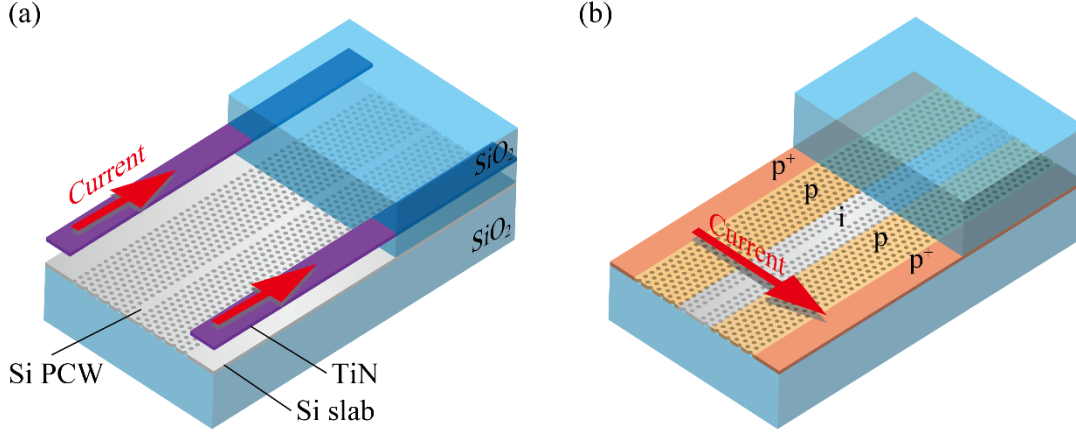 (a)
Current
SiO₂
SiO₂
Si PCW
TiN
Si slab
(b)
p⁺
p
i
p
p⁺
Current